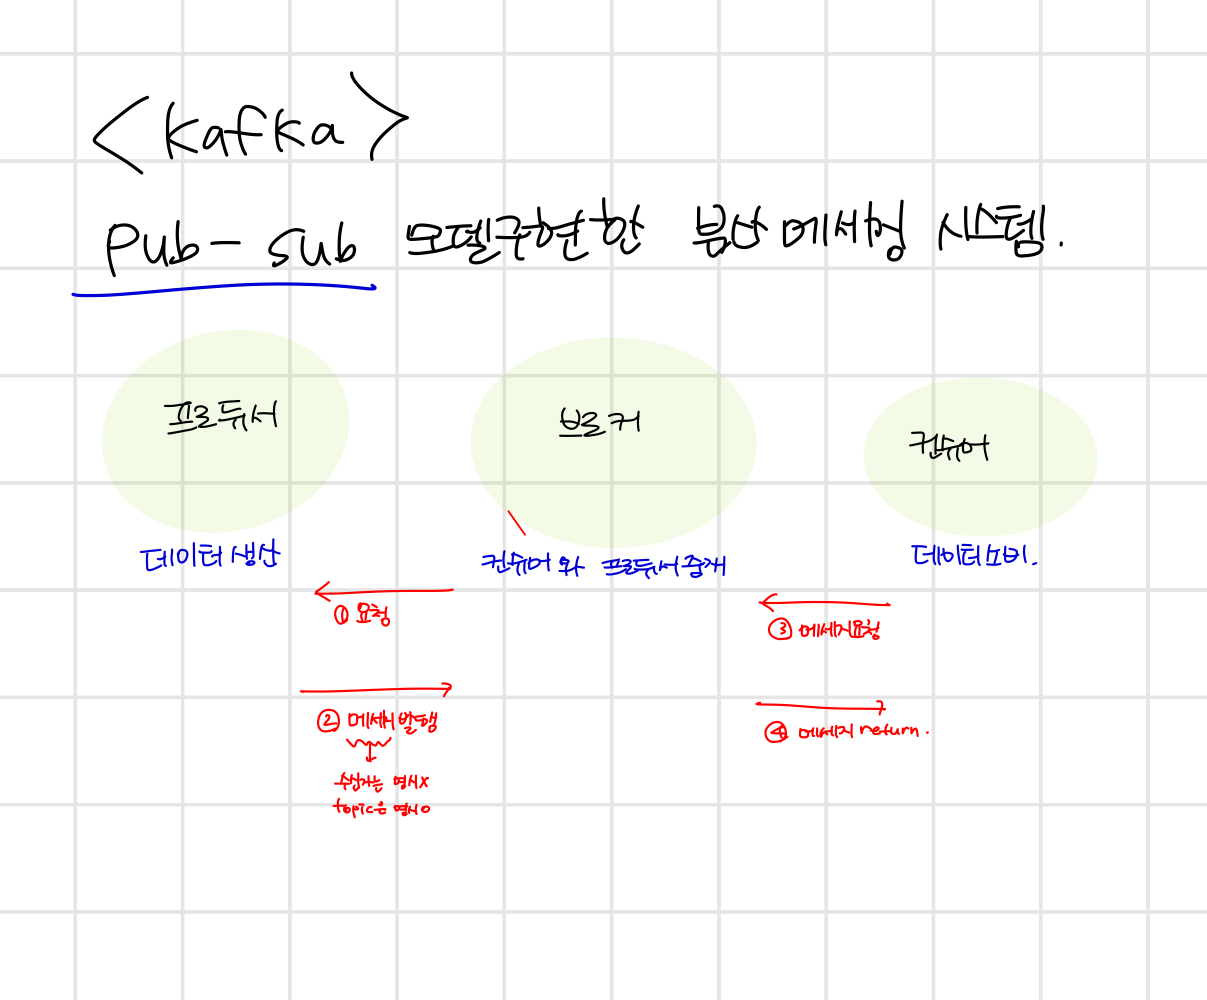 <Kafka>
Pub-sub 모델구현한 분산 메세징 시스템.
프로듀서
브로커
컨슈머
데이터 생산
컨슈머와 프로듀서 중개
데이터 소비.
① 요청
③ 메세지요청
② 메세지 발행
④ 메세지 return.
수신자는 명시X
topic은 명시O